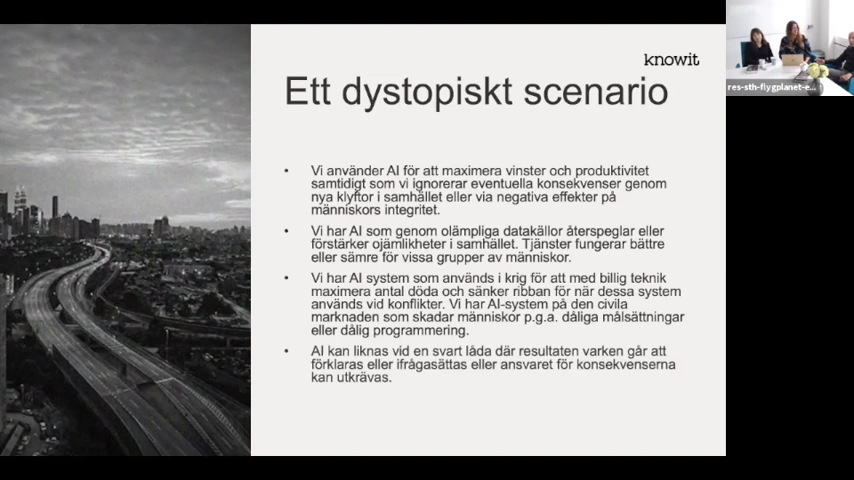 knowit
res-sth-flygplanet-e...
Ett dystopiskt scenario
• Vi använder AI för att maximera vinster och produktivitet
samtidigt som vi ignorerar eventuella konsekvenser genom
nya klyftor i samhället eller via negativa effekter på
människors integritet.
• Vi har AI som genom olämpliga datakällor återspeglar eller
förstärker ojämlikheter i samhället. Tjänster fungerar bättre
eller sämre för vissa grupper av människor.
• Vi har AI system som används i krig för att med billig teknik
maximera antal döda och sänker ribban för när dessa system
används vid konflikter. Vi har AI-system på den civila
marknaden som skadar människor p.g.a. dåliga målsättningar
eller dålig programmering.
• AI kan liknas vid en svart låda där resultaten varken går att
förklaras eller ifrågasättas eller ansvaret för konsekvenserna
kan utkrävas.